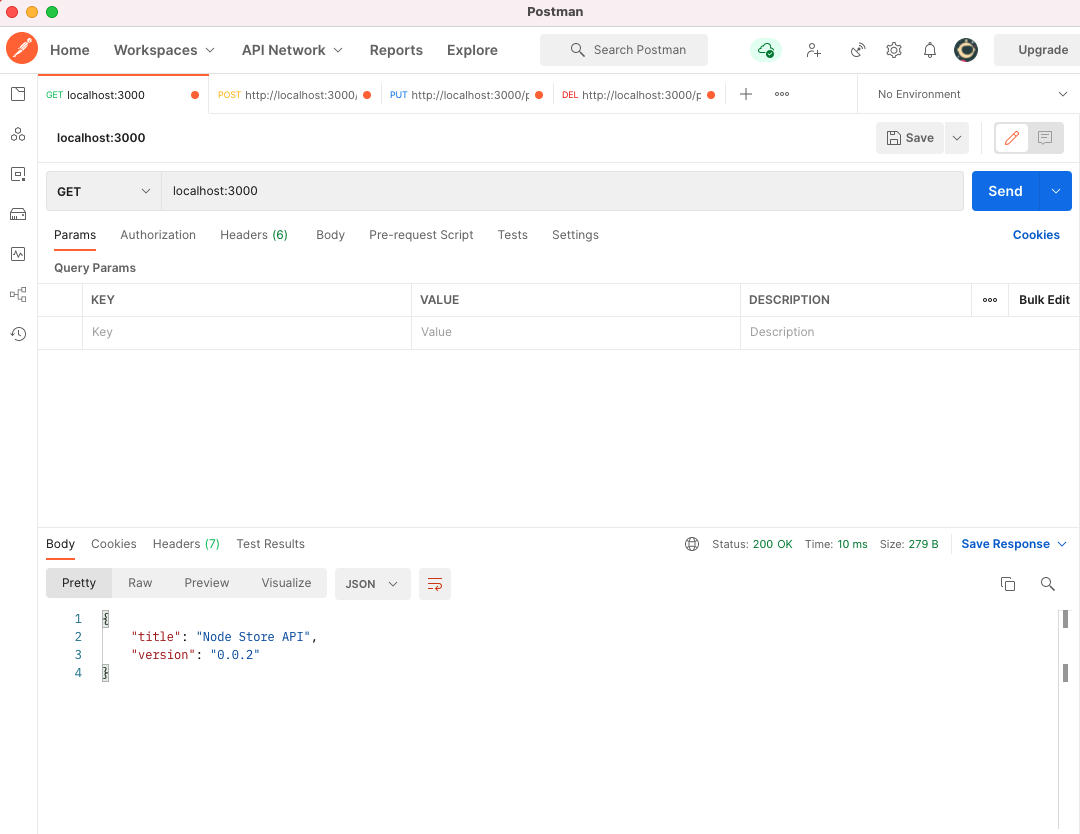 Postman
Home Workspaces API Network Reports Explore Search Postman Upgrade
GET localhost:3000 POST http://localhost:3000/ PUT http://localhost:3000/p DEL http://localhost:3000/p No Environment
localhost:3000 Save
GET localhost:3000 Send
Params Authorization Headers (6) Body Pre-request Script Tests Settings Cookies
Query Params
KEY VALUE DESCRIPTION Bulk Edit
Key Value Description
Body Cookies Headers (7) Test Results Status: 200 OK Time: 10 ms Size: 279 B Save Response
Pretty Raw Preview Visualize JSON
1 {
2 "title": "Node Store API",
3 "version": "0.0.2"
4 }